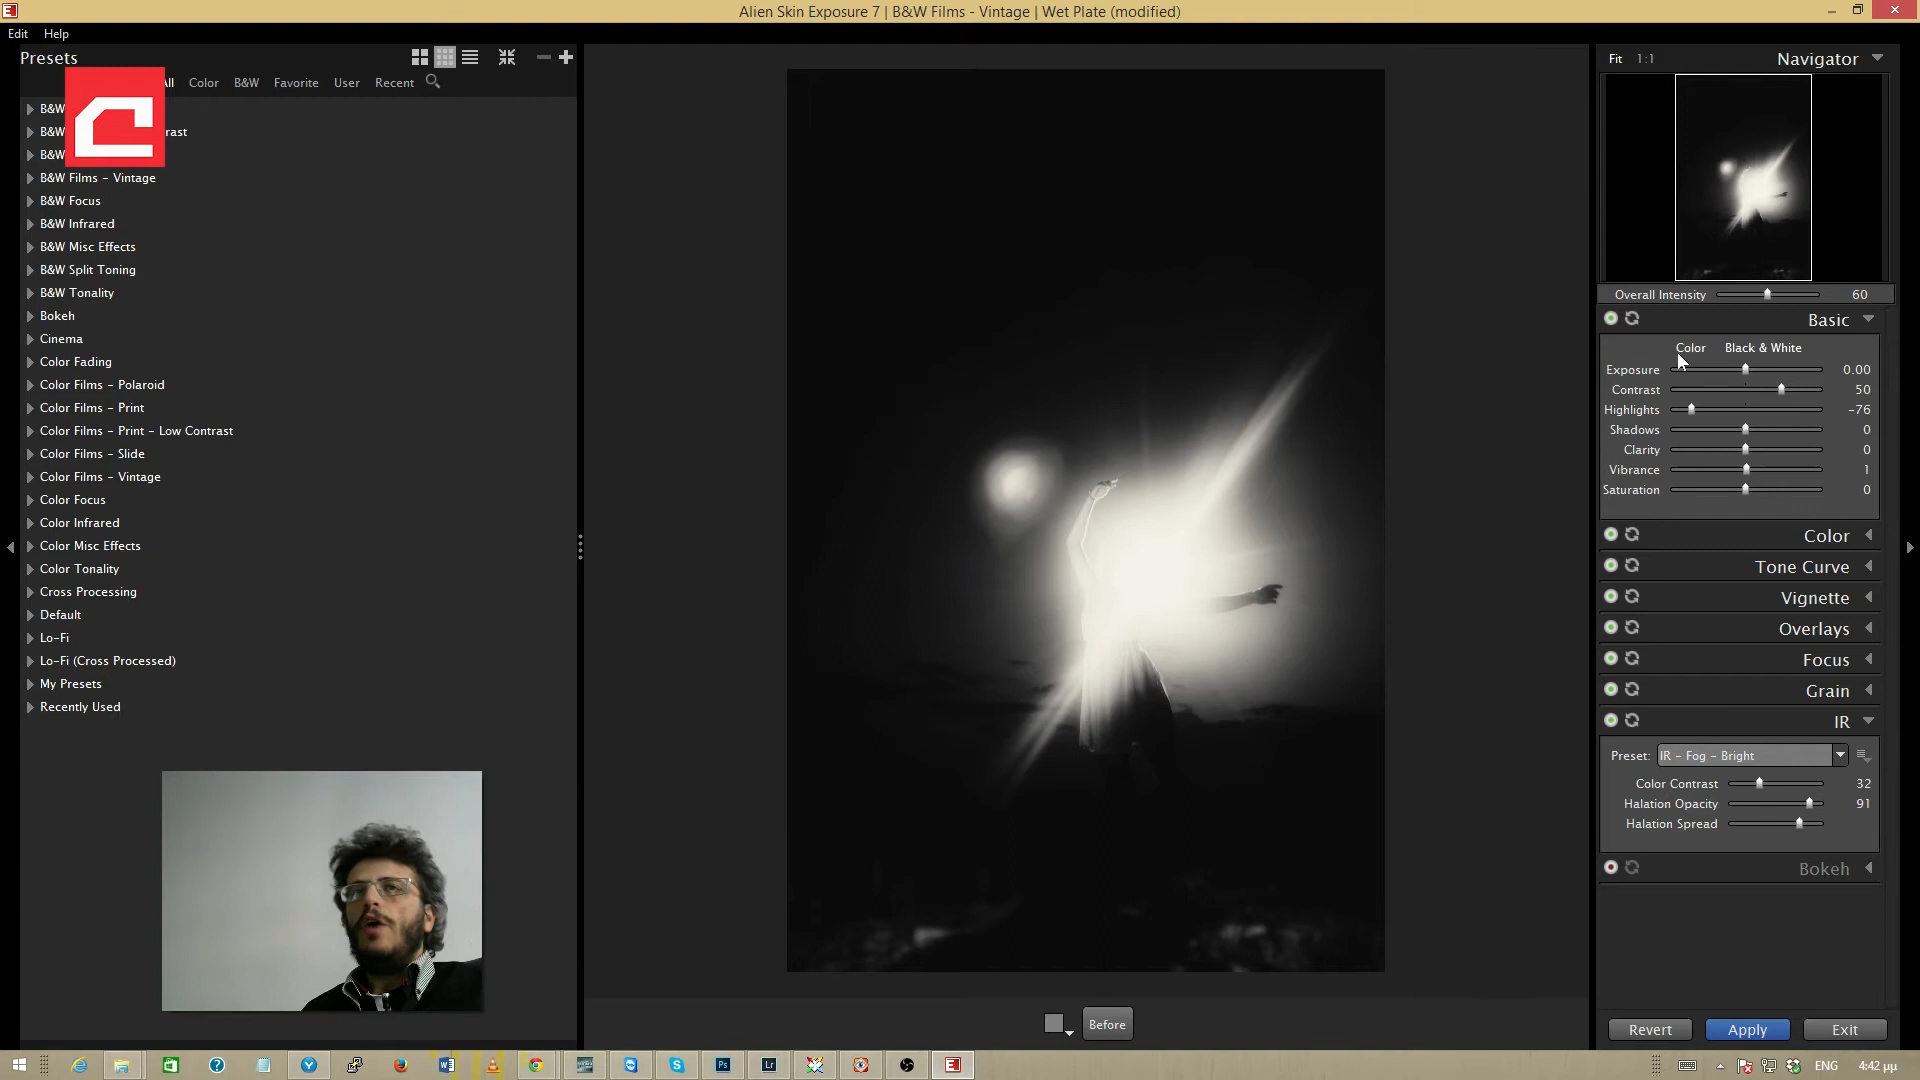 Alien Skin Exposure 7 | B&W Films - Vintage | Wet Plate (modified)
Edit Help
Presets
All Color B&W Favorite User Recent
B&W
B&W rast
B&W
B&W Films - Vintage
B&W Focus
B&W Infrared
B&W Misc Effects
B&W Split Toning
B&W Tonality
Bokeh
Cinema
Color Fading
Color Films - Polaroid
Color Films - Print
Color Films - Print - Low Contrast
Color Films - Slide
Color Films - Vintage
Color Focus
Color Infrared
Color Misc Effects
Color Tonality
Cross Processing
Default
Lo-Fi
Lo-Fi (Cross Processed)
My Presets
Recently Used
Before
Fit 1:1 Navigator
Overall Intensity 60
Basic
Color Black & White
Exposure 0.00
Contrast 50
Highlights -76
Shadows 0
Clarity 0
Vibrance 1
Saturation 0
Color
Tone Curve
Vignette
Overlays
Focus
Grain
IR
Preset: IR - Fog - Bright
Color Contrast 32
Halation Opacity 91
Halation Spread
Bokeh
Revert Apply Exit
Ps Lr
ENG 4:42 μμ